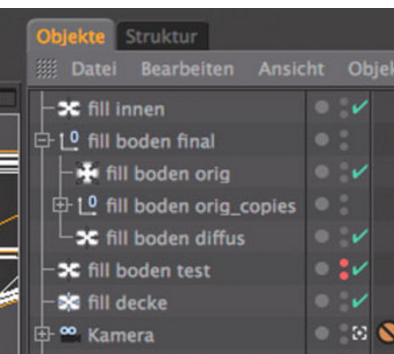 Objekte Struktur
Datei Bearbeiten Ansicht Objek
fill innen
fill boden final
fill boden orig
fill boden orig_copies
fill boden diffus
fill boden test
fill decke
Kamera